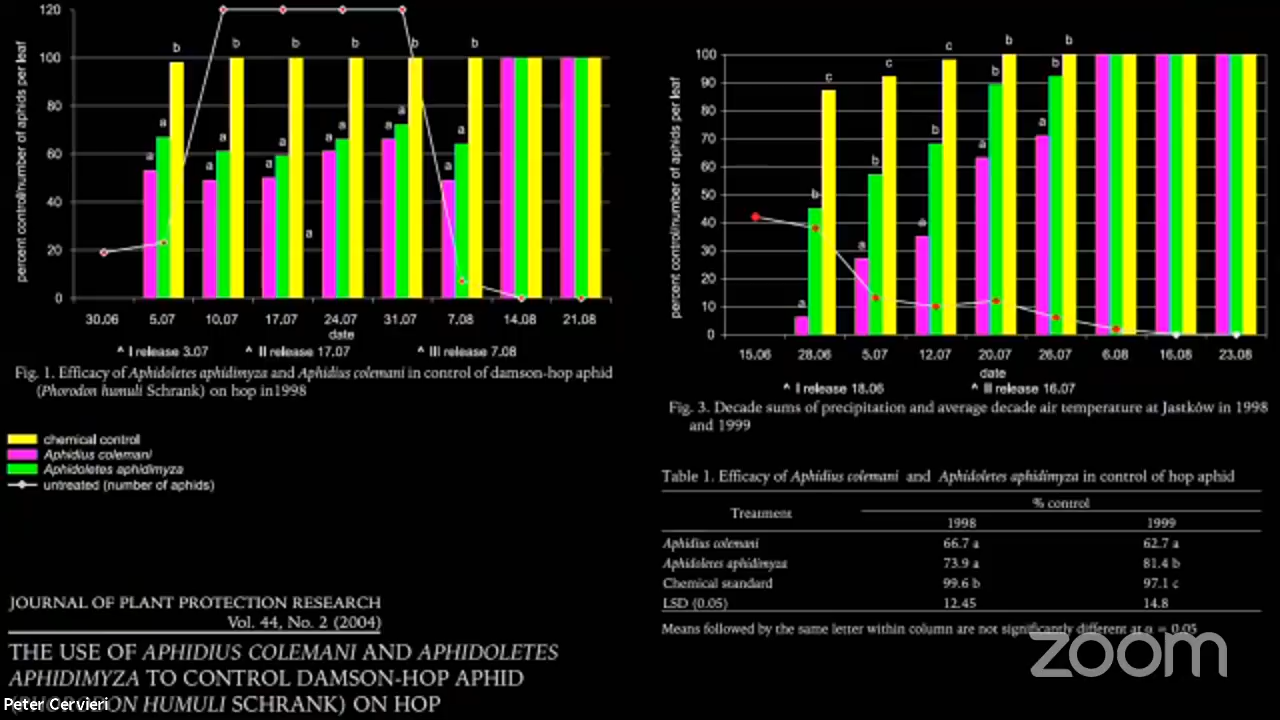 120
100
80
60
40
20
0
percent control/number of aphids per leaf
b b b b b b
a a a a a a a a a a a a a
30.06 5.07 10.07 17.07 24.07 31.07 7.08 14.08 21.08
date
^ I release 3.07 ^ II release 17.07 ^ III release 7.08
Fig. 1. Efficacy of Aphidoletes aphidimyza and Aphidius colemani in control of damson-hop aphid
(Phorodon humuli Schrank) on hop in1998
chemical control
Aphidius colemani
Aphidoletes aphidimyza
untreated (number of aphids)
JOURNAL OF PLANT PROTECTION RESEARCH
Vol. 44, No. 2 (2004)
THE USE OF APHIDIUS COLEMANI AND APHIDOLETES
APHIDIMYZA TO CONTROL DAMSON-HOP APHID
(PHORODON HUMULI SCHRANK) ON HOP
Peter Cervieri
100
90
80
70
60
50
40
30
20
10
0
percent control/number of aphids per leaf
c c c b b
b b b b b
a a a a a
15.06 28.06 5.07 12.07 20.07 26.07 6.08 16.08 23.08
date
^ I release 18.06 ^ II release 16.07
Fig. 3. Decade sums of precipitation and average decade air temperature at Jastków in 1998
and 1999
Table 1. Efficacy of Aphidius colemani and Aphidoletes aphidimyza in control of hop aphid
Treatment % control
1998 1999
Aphidius colemani 66.7 a 62.7 a
Aphidoletes aphidimyza 73.9 a 81.4 b
Chemical standard 99.6 b 97.1 c
LSD (0.05) 12.45 14.8
Means followed by the same letter within column are not significantly different at α = 0.05
zoom